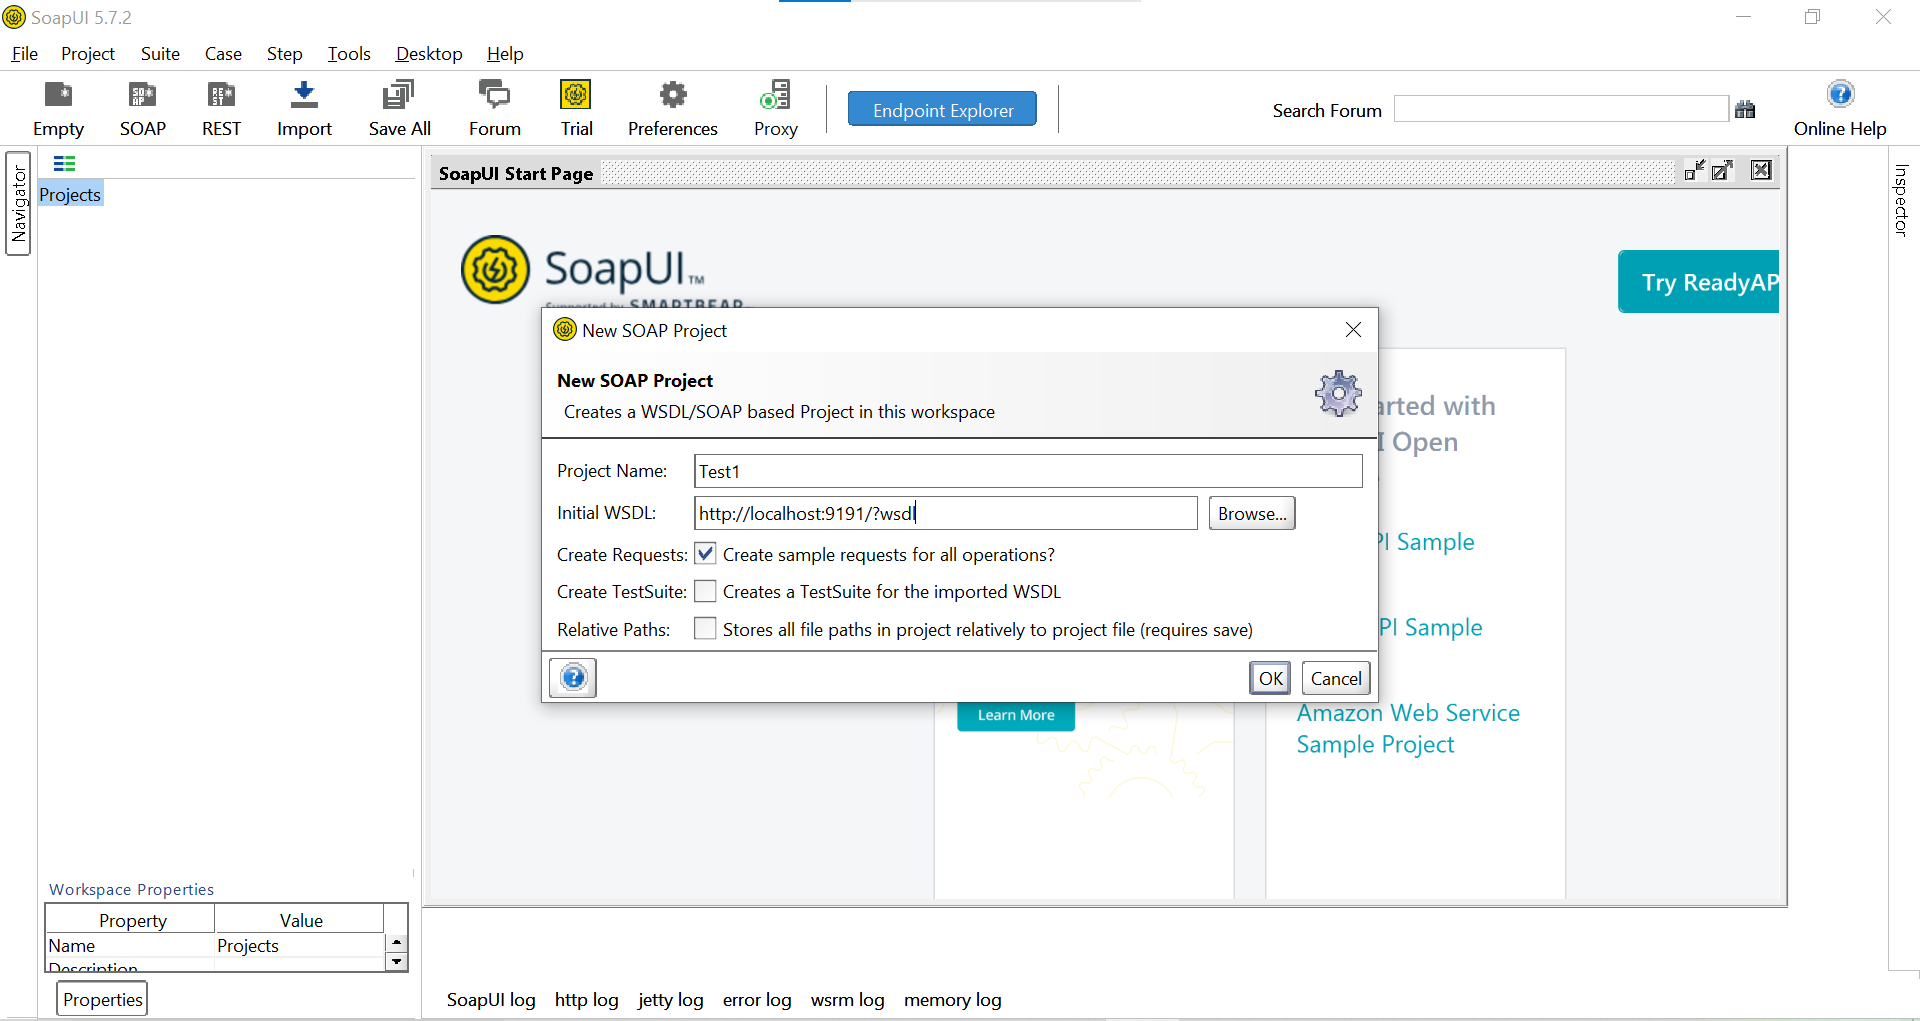 SoapUI 5.7.2
File Project Suite Case Step Tools Desktop Help
Empty SOAP REST Import Save All Forum Trial Preferences Proxy
Endpoint Explorer
Search Forum
Online Help
Navigator
Projects
SoapUI Start Page
Inspector
SoapUI™
Supported by SMARTBEAR
Try ReadyAP
New SOAP Project
New SOAP Project
Creates a WSDL/SOAP based Project in this workspace
arted with
I Open
Project Name: Test1
Initial WSDL: http://localhost:9191/?wsdl Browse...
PI Sample
Create Requests: Create sample requests for all operations?
Create TestSuite: Creates a TestSuite for the imported WSDL
Relative Paths: Stores all file paths in project relatively to project file (requires save)
PI Sample
OK Cancel
Learn More
Amazon Web Service
Sample Project
Workspace Properties
Property Value
Name Projects
Description
Properties
SoapUI log http log jetty log error log wsrm log memory log